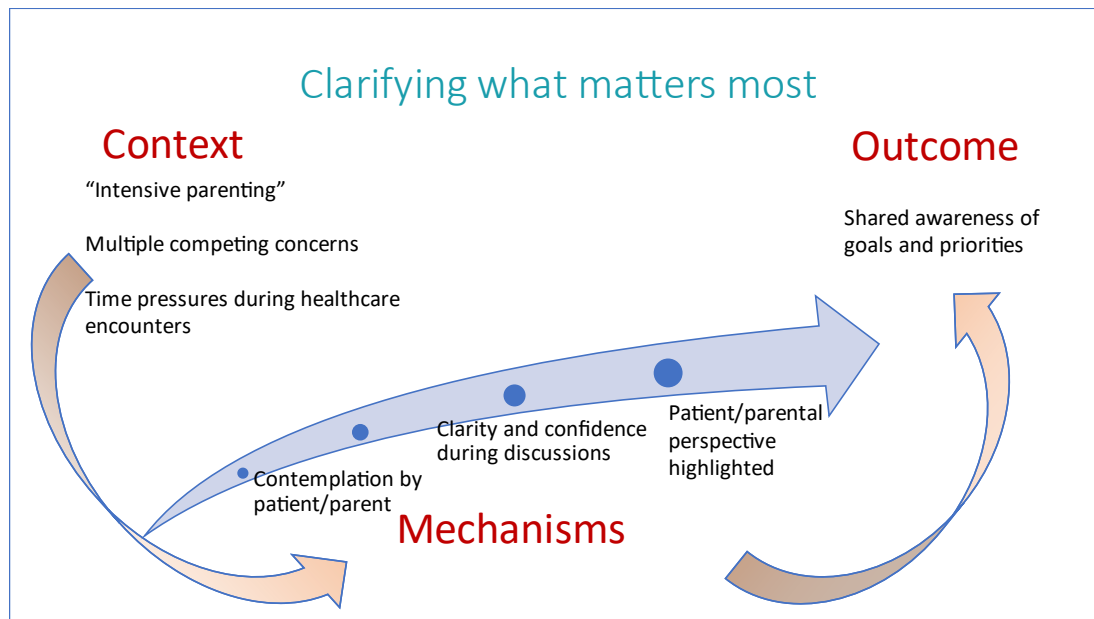 Clarifying what matters most
Context
“Intensive parenting”
Multiple competing concerns
Time pressures during healthcare
encounters
Contemplation by
patient/parent
Clarity and confidence
during discussions
Patient/parental
perspective
highlighted
Mechanisms
Outcome
Shared awareness of
goals and priorities